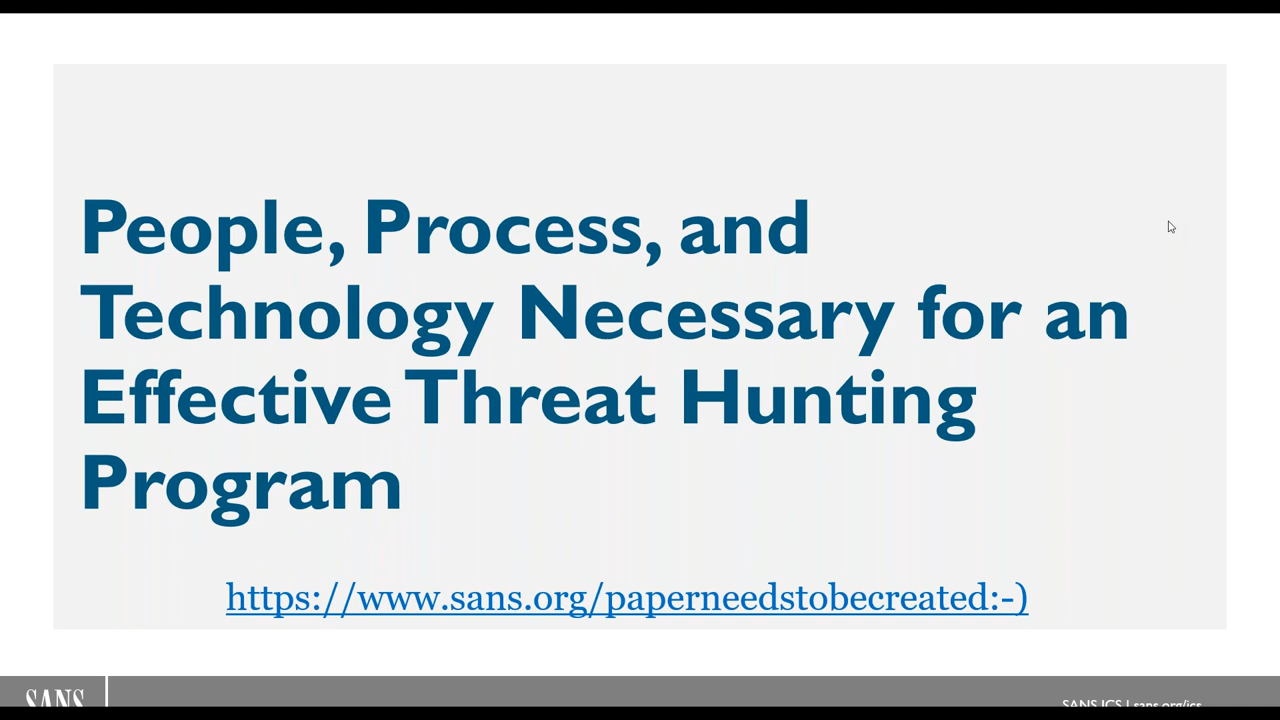 People, Process, and
Technology Necessary for an
Effective Threat Hunting
Program
https://www.sans.org/paperneedstobecreated:-)
SANS
SANS ICS | sans.org/ics